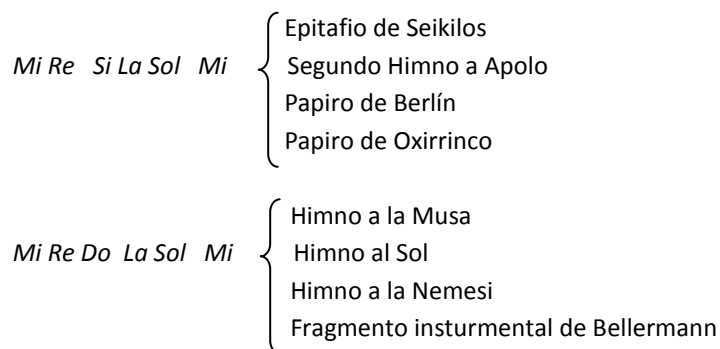 Epitafio de Seikilos
Mi Re Si La Sol Mi
Segundo Himno a Apolo
Papiro de Berlín
Papiro de Oxirrinco
Himno a la Musa
Mi Re Do La Sol Mi
Himno al Sol
Himno a la Nemesi
Fragmento insturmental de Bellermann